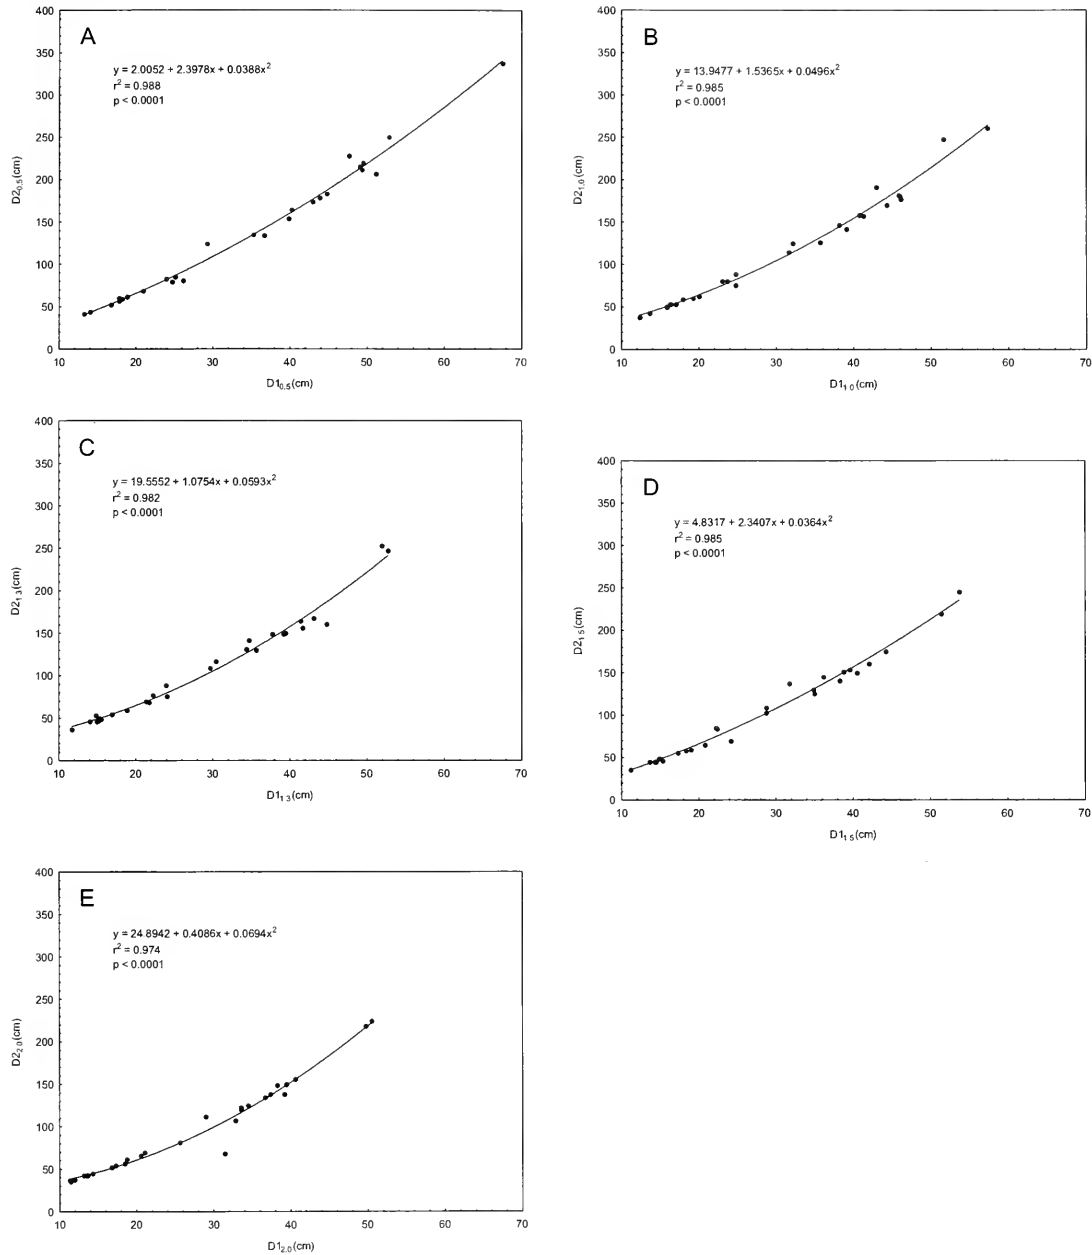 A
y = 2.0052 + 2.3978x + 0.0388x²
r² = 0.988
p < 0.0001
400
350
300
250
200
150
100
50
0
D2₀.₅(cm)
10 20 30 40 50 60 70
D1₀.₅(cm)
B
y = 13.9477 + 1.5365x + 0.0496x²
r² = 0.985
p < 0.0001
400
350
300
250
200
150
100
50
0
D2₁.₀(cm)
10 20 30 40 50 60 70
D1₁.₀(cm)
C
y = 19.5552 + 1.0754x + 0.0593x²
r² = 0.982
p < 0.0001
400
350
300
250
200
150
100
50
0
D2₁.₃(cm)
10 20 30 40 50 60 70
D1₁.₃(cm)
D
y = 4.8317 + 2.3407x + 0.0364x²
r² = 0.985
p < 0.0001
400
350
300
250
200
150
100
50
0
D2₁.₅(cm)
10 20 30 40 50 60 70
D1₁.₅(cm)
E
y = 24.8942 + 0.4086x + 0.0694x²
r² = 0.974
p < 0.0001
400
350
300
250
200
150
100
50
0
D2₂.₀(cm)
10 20 30 40 50 60 70
D1₂.₀(cm)